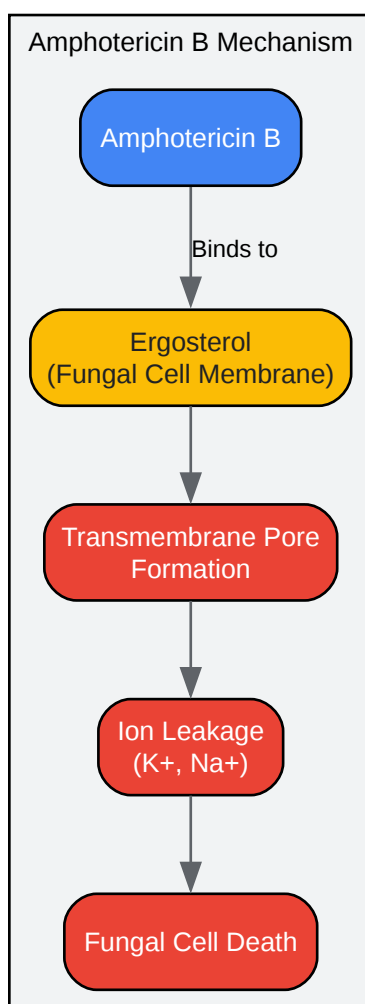 Amphotericin B Mechanism
Amphotericin B
Binds to
Ergosterol
(Fungal Cell Membrane)
Transmembrane Pore
Formation
Ion Leakage
(K+, Na+)
Fungal Cell Death